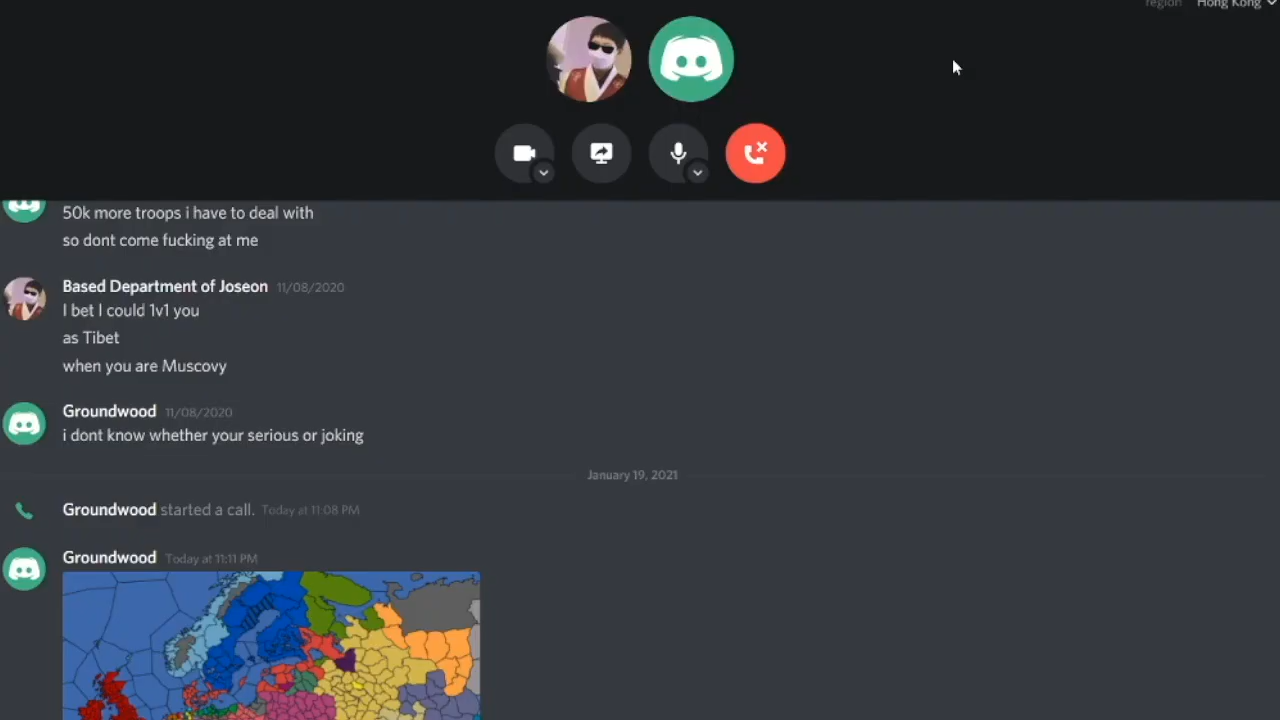 region Hong Kong
50k more troops i have to deal with
so dont come fucking at me
Based Department of Joseon 11/08/2020
I bet I could 1v1 you
as Tibet
when you are Muscovy
Groundwood 11/08/2020
i dont know whether your serious or joking
January 19, 2021
Groundwood started a call. Today at 11:08 PM
Groundwood Today at 11:11 PM